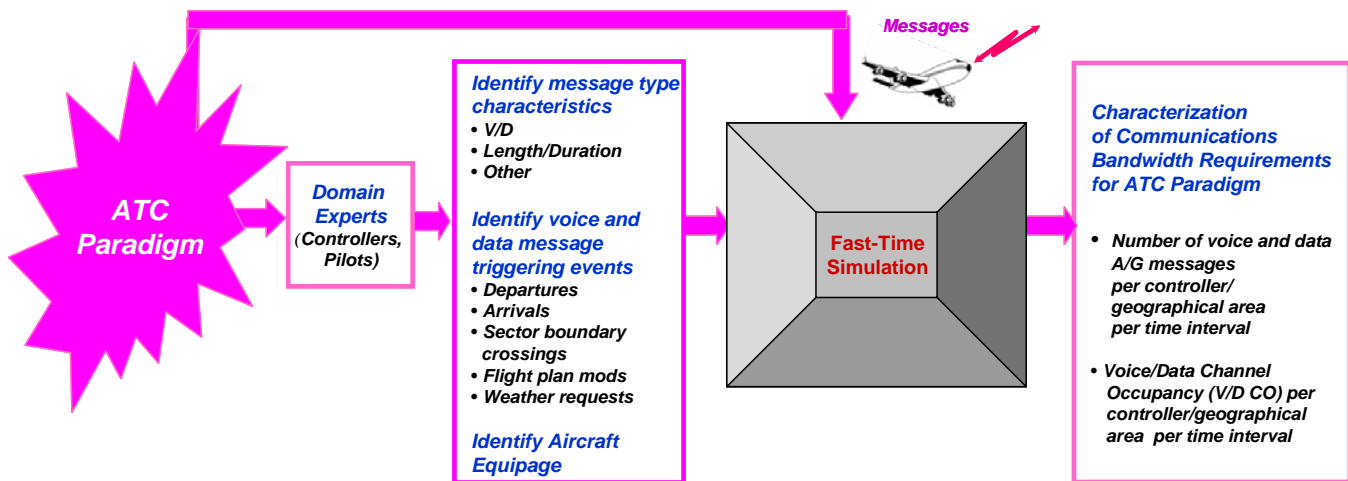 Messages
ATC
Paradigm
Domain
Experts
(Controllers,
Pilots)
Identify message type
characteristics
• V/D
• Length/Duration
• Other
Identify voice and
data message
triggering events
• Departures
• Arrivals
• Sector boundary
crossings
• Flight plan mods
• Weather requests
Identify Aircraft
Equipage
Fast-Time
Simulation
Characterization
of Communications
Bandwidth Requirements
for ATC Paradigm
• Number of voice and data
A/G messages
per controller/
geographical area
per time interval
• Voice/Data Channel
Occupancy (V/D CO) per
controller/geographical
area per time interval